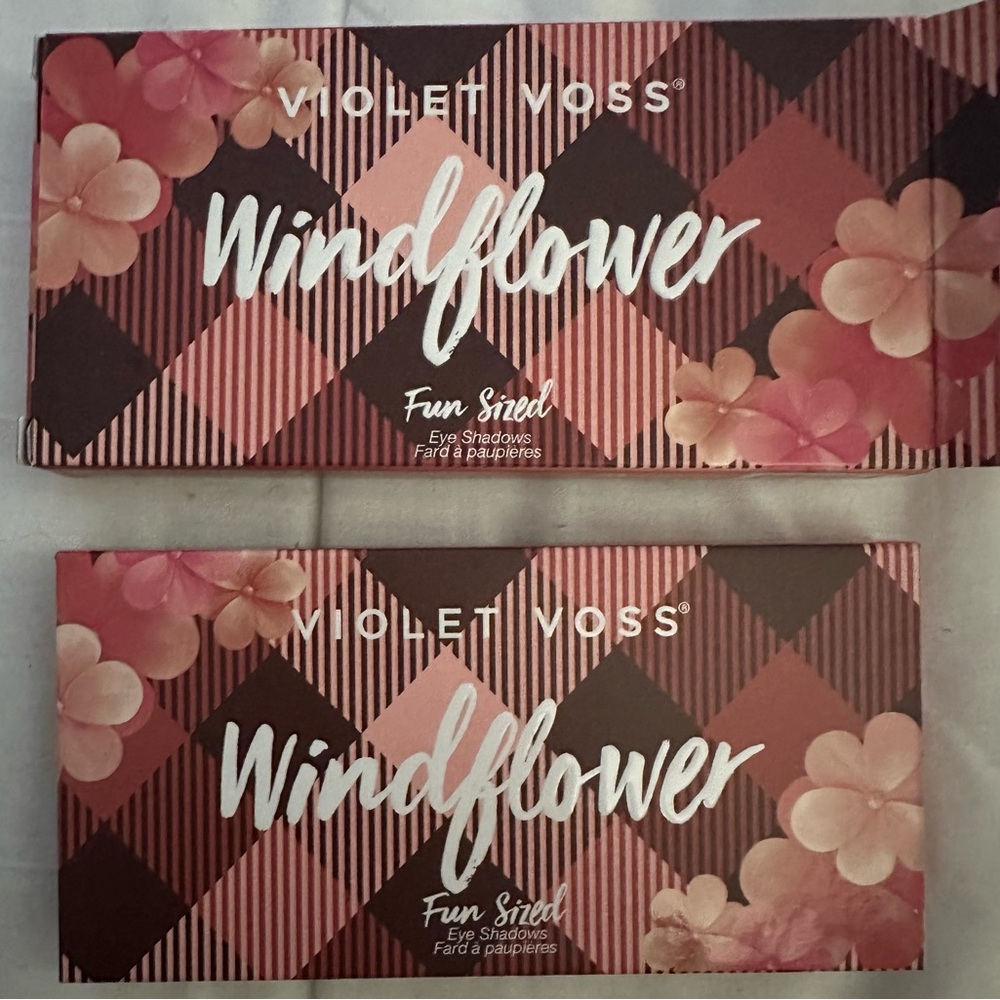 VIOLET VOSS®
Windflower
Fun Sized
Eye Shadows
Fard à paupières
VIOLET VOSS®
Windflower
Fun Sized
Eye Shadows
Fard à paupières